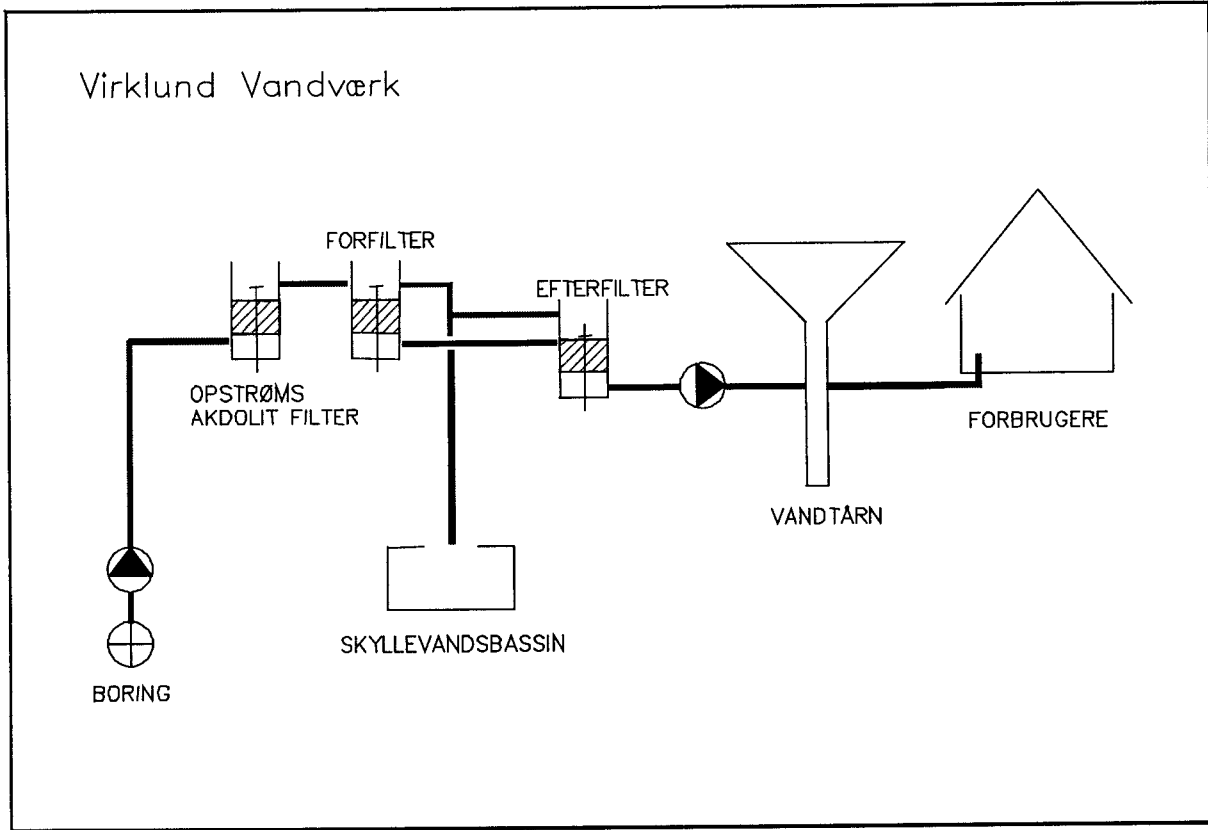 Virklund Vandværk
FORFILTER
EFTERFILTER
OPSTRØMS
AKDOLIT FILTER
FORBRUGERE
VANDTÅRN
SKYLLEVANDSBASSIN
BORING